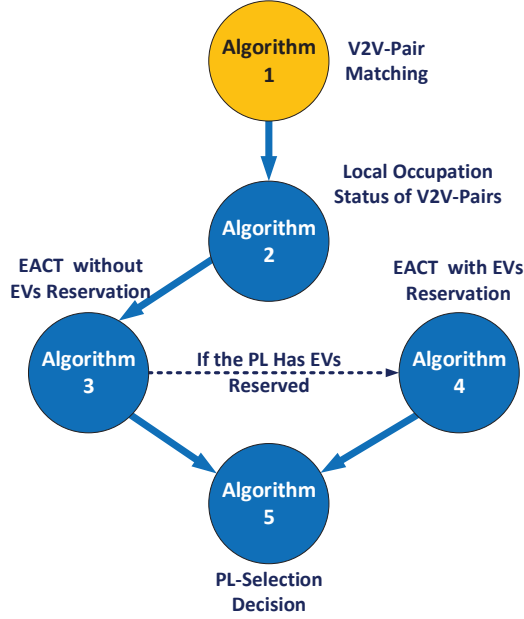 Algorithm
1
V2V-Pair
Matching
Local Occupation
Status of V2V-Pairs
Algorithm
2
EACT without
EVs Reservation
EACT with EVs
Reservation
Algorithm
3
If the PL Has EVs
Reserved
Algorithm
4
Algorithm
5
PL-Selection
Decision